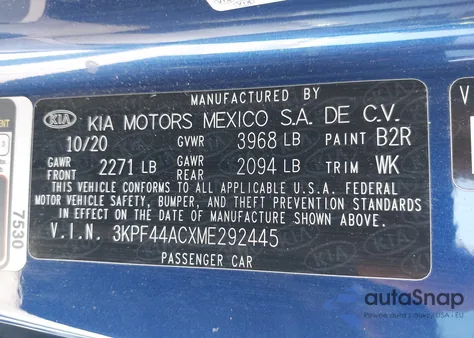 MANUFACTURED BY
KIA KIA MOTORS MEXICO S.A. DE C.V.
10/20 GVWR 3968 LB PAINT B2R
GAWR FRONT 2271 LB GAWR REAR 2094 LB TRIM WK
THIS VEHICLE CONFORMS TO ALL APPLICABLE U.S.A. FEDERAL
MOTOR VEHICLE SAFETY, BUMPER, AND THEFT PREVENTION STANDARDS
IN EFFECT ON THE DATE OF MANUFACTURE SHOWN ABOVE.
V.I.N. 3KPF44ACXME292445
PASSENGER CAR
7530
V
autoSnap